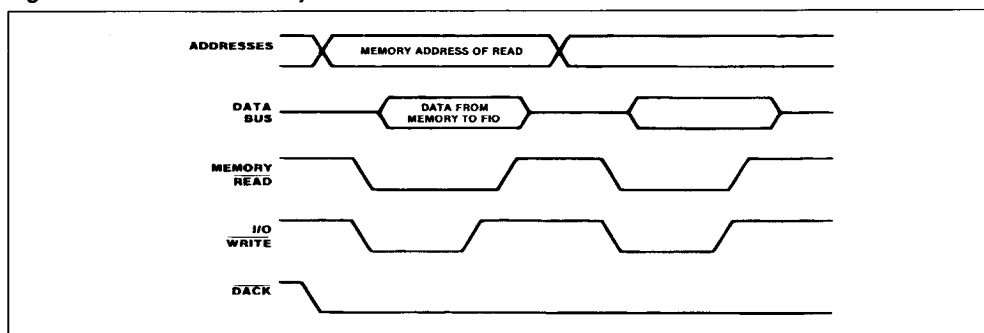 ADDRESSES
MEMORY ADDRESS OF READ
DATA
BUS
DATA FROM
MEMORY TO FIO
MEMORY
READ
I/O
WRITE
DACK